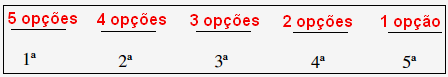 5 opções 4 opções 3 opções 2 opções 1 opção
1ª 2ª 3ª 4ª 5ª